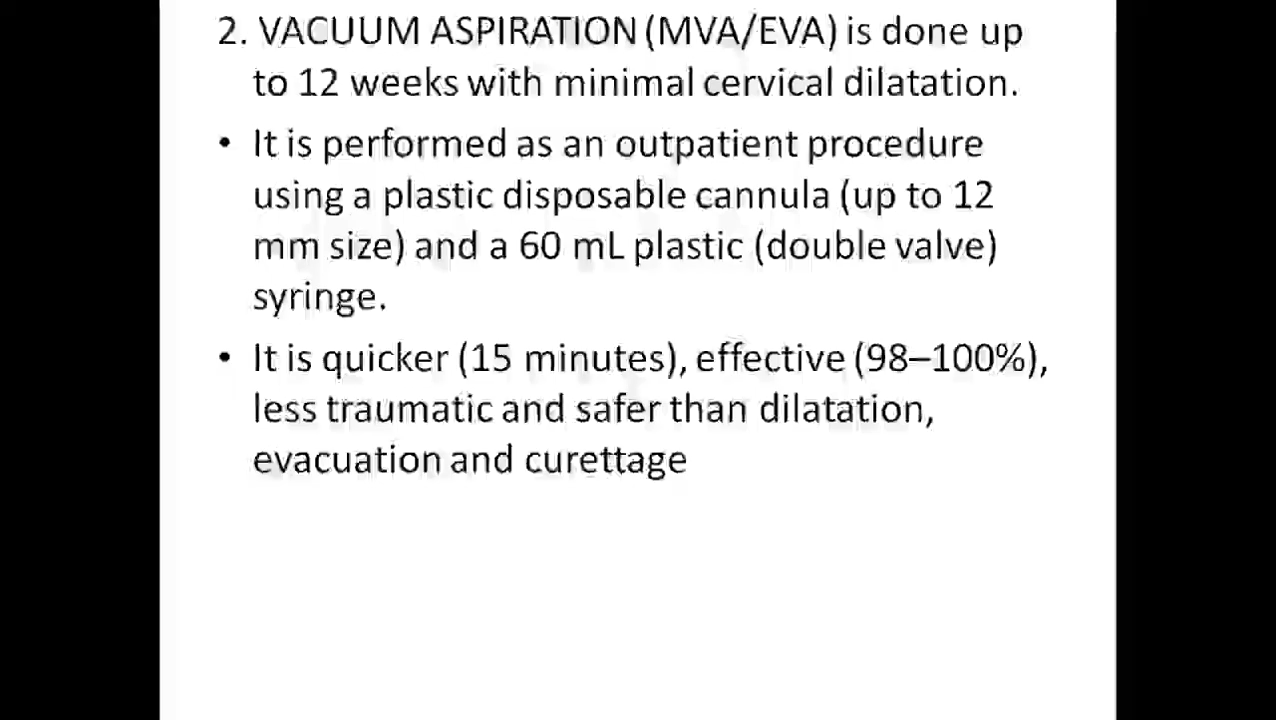 2. VACUUM ASPIRATION (MVA/EVA) is done up
to 12 weeks with minimal cervical dilatation.
• It is performed as an outpatient procedure
using a plastic disposable cannula (up to 12
mm size) and a 60 mL plastic (double valve)
syringe.
• It is quicker (15 minutes), effective (98–100%),
less traumatic and safer than dilatation,
evacuation and curettage